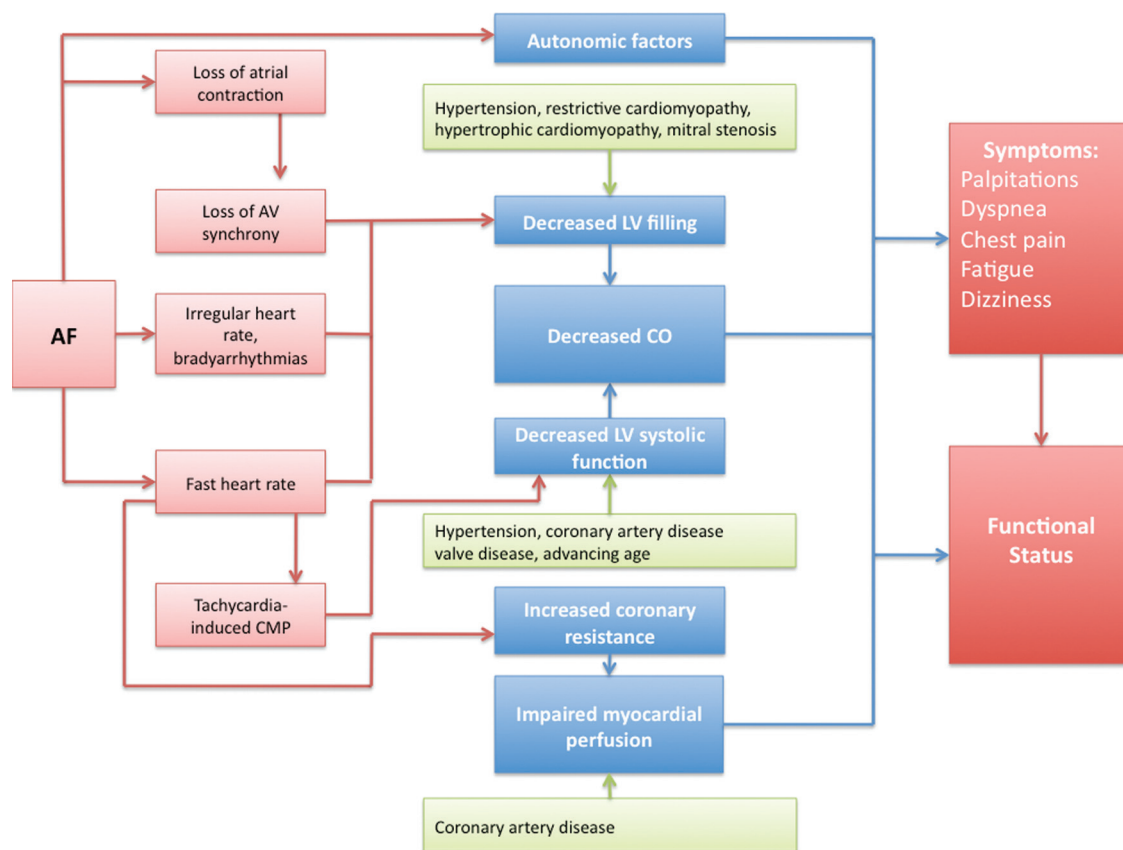 Autonomic factors
Loss of atrial
contraction
Hypertension, restrictive cardiomyopathy,
hypertrophic cardiomyopathy, mitral stenosis
Symptoms:
Palpitations
Dyspnea
Chest pain
Fatigue
Dizziness
Loss of AV
synchrony
Decreased LV filling
AF
Irregular heart
rate,
bradyarrhythmias
Decreased CO
Decreased LV systolic
function
Fast heart rate
Hypertension, coronary artery disease
valve disease, advancing age
Functional
Status
Tachycardia-
induced CMP
Increased coronary
resistance
Impaired myocardial
perfusion
Coronary artery disease